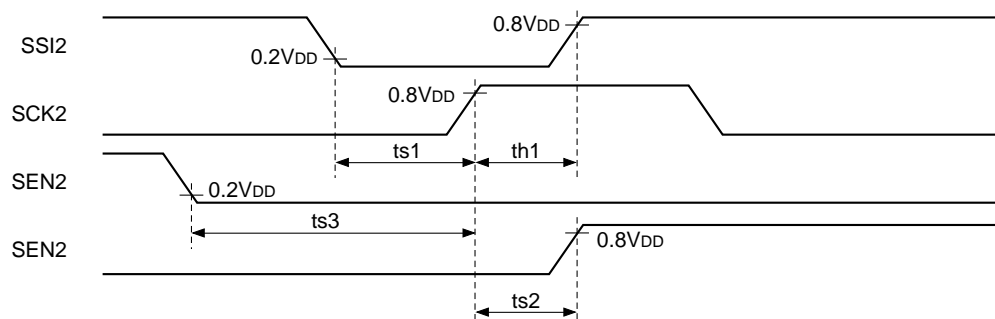 SSI2
0.8VDD
0.2VDD
SCK2
0.8VDD
ts1
th1
SEN2
0.2VDD
ts3
SEN2
0.8VDD
ts2